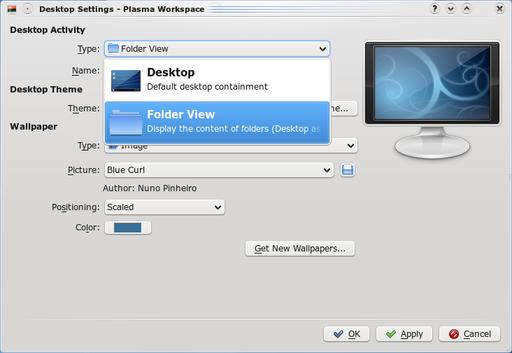 Desktop Settings - Plasma Workspace
Desktop Activity
Type: Folder View
Name:
Desktop
Default desktop containment
Desktop Theme
Theme:
Folder View
Display the content of folders (Desktop as
Wallpaper
Type: Image
Picture: Blue Curl
Author: Nuno Pinheiro
Positioning: Scaled
Color:
Get New Wallpapers...
OK Apply Cancel